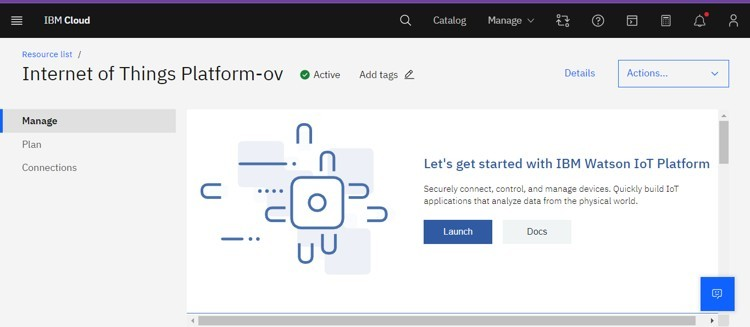 IBM Cloud
Catalog
Manage
Resource list /
Internet of Things Platform-ov
Active
Add tags
Details
Actions...
Manage
Plan
Connections
Let's get started with IBM Watson IoT Platform
Securely connect, control, and manage devices. Quickly build IoT
applications that analyze data from the physical world.
Launch
Docs